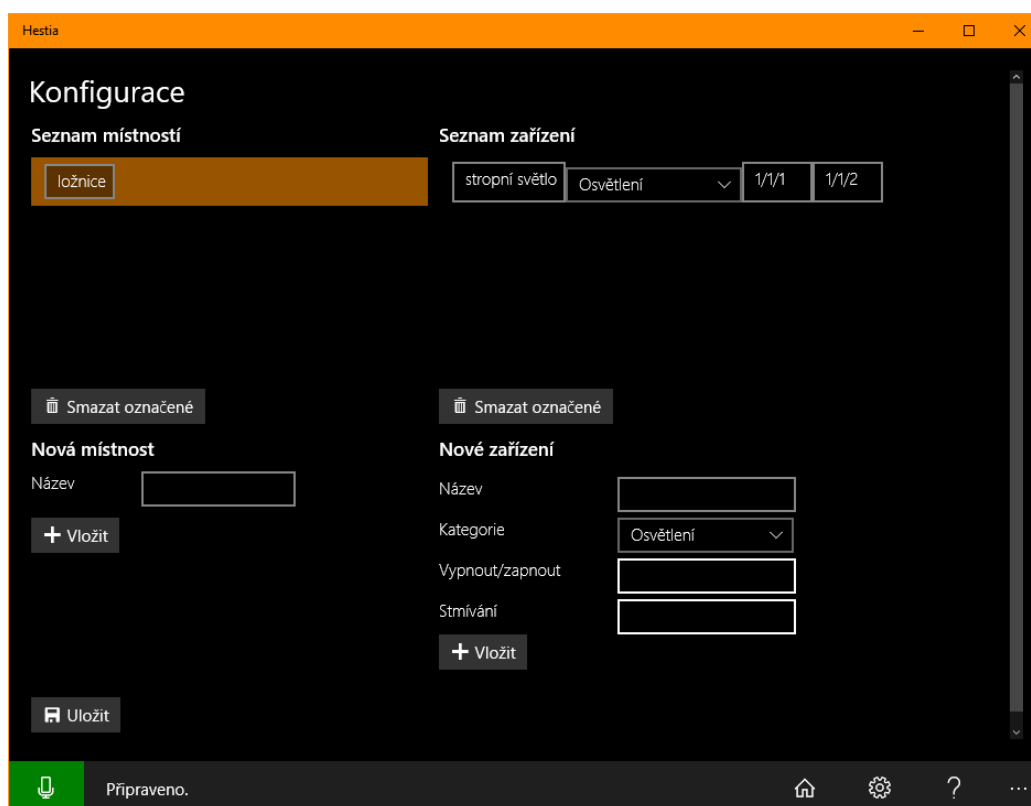 Hestia
Konfigurace
Seznam místností
Seznam zařízení
ložnice
stropní světlo
Osvětlení
1/1/1
1/1/2
Smazat označené
Smazat označené
Nová místnost
Nové zařízení
Název
Název
Vložit
Kategorie
Osvětlení
Vypnout/zapnout
Stmívání
Vložit
Uložit
Připraveno.